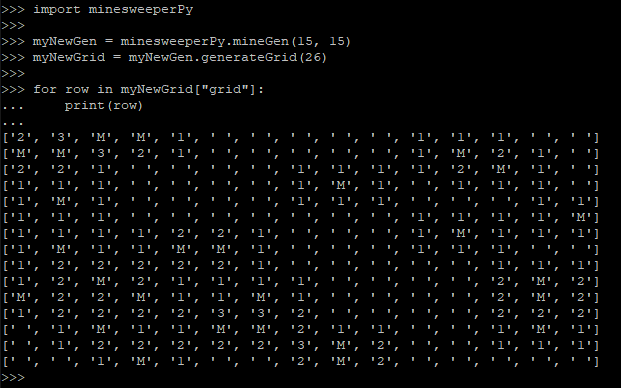 >>> import minesweeperPy
>>>
>>> myNewGen = minesweeperPy.mineGen(15, 15)
>>> myNewGrid = myNewGen.generateGrid(26)
>>>
>>> for row in myNewGrid["grid"]:
...     print(row)
...
['2', '3', 'M', 'M', '1', ' ', ' ', ' ', ' ', ' ', '1', '1', '1', ' ', ' ']
['M', 'M', '3', '2', '1', ' ', ' ', ' ', ' ', ' ', '1', 'M', '2', '1', ' ']
['2', '2', '1', ' ', ' ', ' ', ' ', '1', '1', '1', '1', '2', 'M', '1', ' ']
['1', '1', '1', ' ', ' ', ' ', ' ', '1', 'M', '1', ' ', '1', '1', '1', ' ']
['1', 'M', '1', ' ', ' ', ' ', ' ', '1', '1', '1', ' ', ' ', ' ', '1', '1']
['1', '1', '1', ' ', ' ', ' ', ' ', ' ', ' ', ' ', '1', '1', '1', '1', 'M']
['1', '1', '1', '1', '2', '2', '1', ' ', ' ', ' ', '1', 'M', '1', '1', '1']
['1', 'M', '1', '1', 'M', 'M', '1', ' ', ' ', ' ', '1', '1', '1', ' ', ' ']
['1', '2', '2', '2', '2', '2', '1', ' ', ' ', ' ', ' ', ' ', '1', '1', '1']
['1', '2', 'M', '2', '1', '1', '1', '1', ' ', ' ', ' ', ' ', '2', 'M', '2']
['M', '2', '2', 'M', '1', '1', 'M', '1', ' ', ' ', ' ', ' ', '2', 'M', '2']
['1', '2', '2', '2', '2', '3', '3', '2', ' ', ' ', ' ', ' ', '2', '2', '2']
[' ', '1', 'M', '1', '1', 'M', 'M', '2', '1', '1', ' ', ' ', '1', 'M', '1']
[' ', '1', '2', '2', '2', '2', '2', '3', 'M', '2', ' ', ' ', '1', '1', '1']
[' ', ' ', '1', 'M', '1', ' ', ' ', '2', 'M', '2', ' ', ' ', ' ', ' ', ' ']
>>>